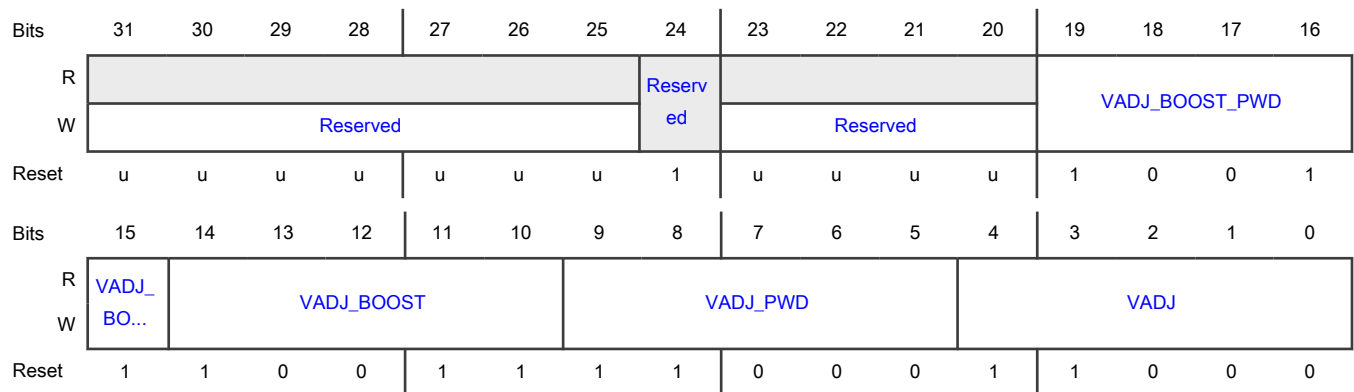 Bits 31 30 29 28 27 26 25 24 23 22 21 20 19 18 17 16
R Reserv
ed VADJ_BOOST_PWD
W Reserved Reserved
Reset u u u u u u u 1 u u u u 1 0 0 1
Bits 15 14 13 12 11 10 9 8 7 6 5 4 3 2 1 0
R VADJ_
BO... VADJ_BOOST VADJ_PWD VADJ
W
Reset 1 1 0 0 1 1 1 1 0 0 0 1 1 0 0 0